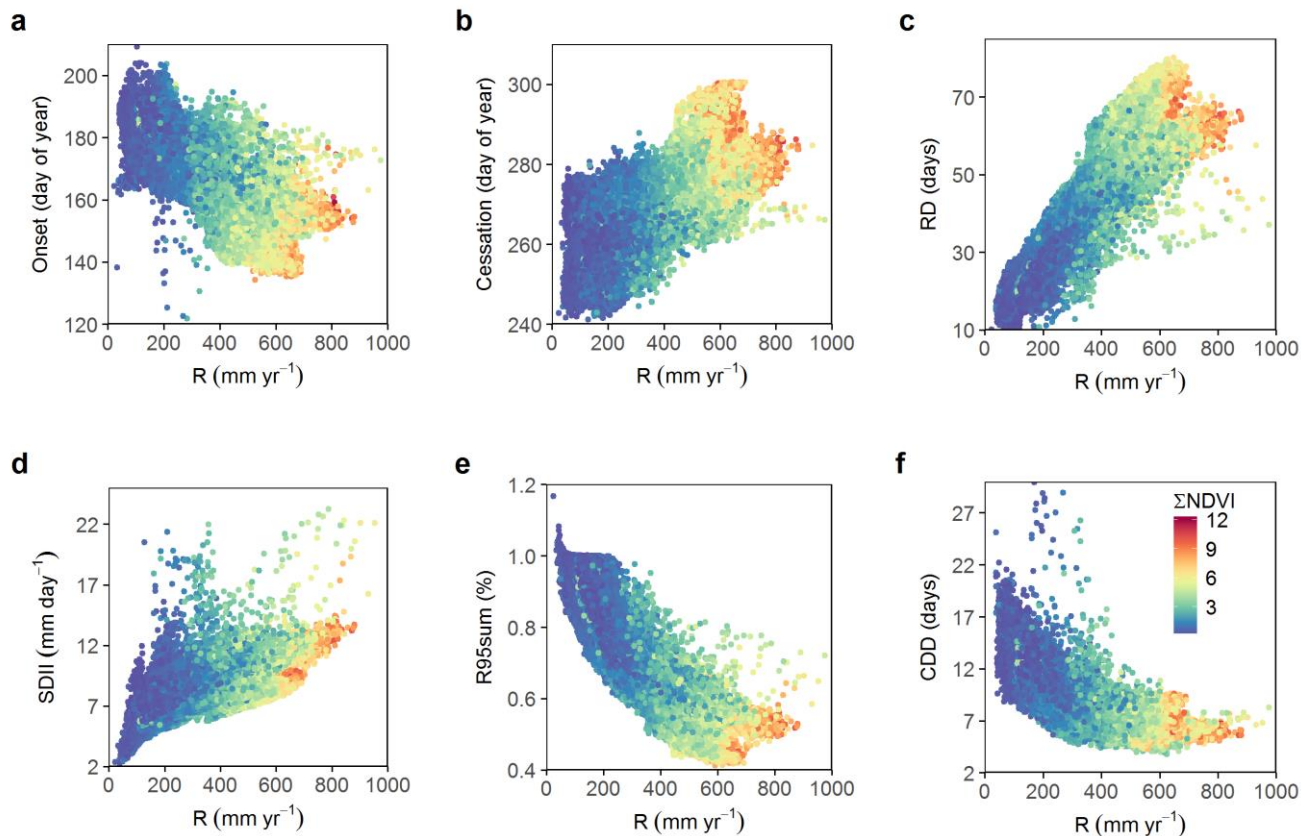 a
Onset (day of year)
200
180
160
140
120
0 200 400 600 800 1000
R (mm yr⁻¹)
b
Cessation (day of year)
300
280
260
240
0 200 400 600 800 1000
R (mm yr⁻¹)
c
RD (days)
70
50
30
10
0 200 400 600 800 1000
R (mm yr⁻¹)
d
SDII (mm day⁻¹)
22
17
12
7
2
0 200 400 600 800 1000
R (mm yr⁻¹)
e
R95sum (%)
1.2
1.0
0.8
0.6
0.4
0 200 400 600 800 1000
R (mm yr⁻¹)
f
CDD (days)
27
22
17
12
7
2
0 200 400 600 800 1000
R (mm yr⁻¹)
ΣNDVI
12
9
6
3